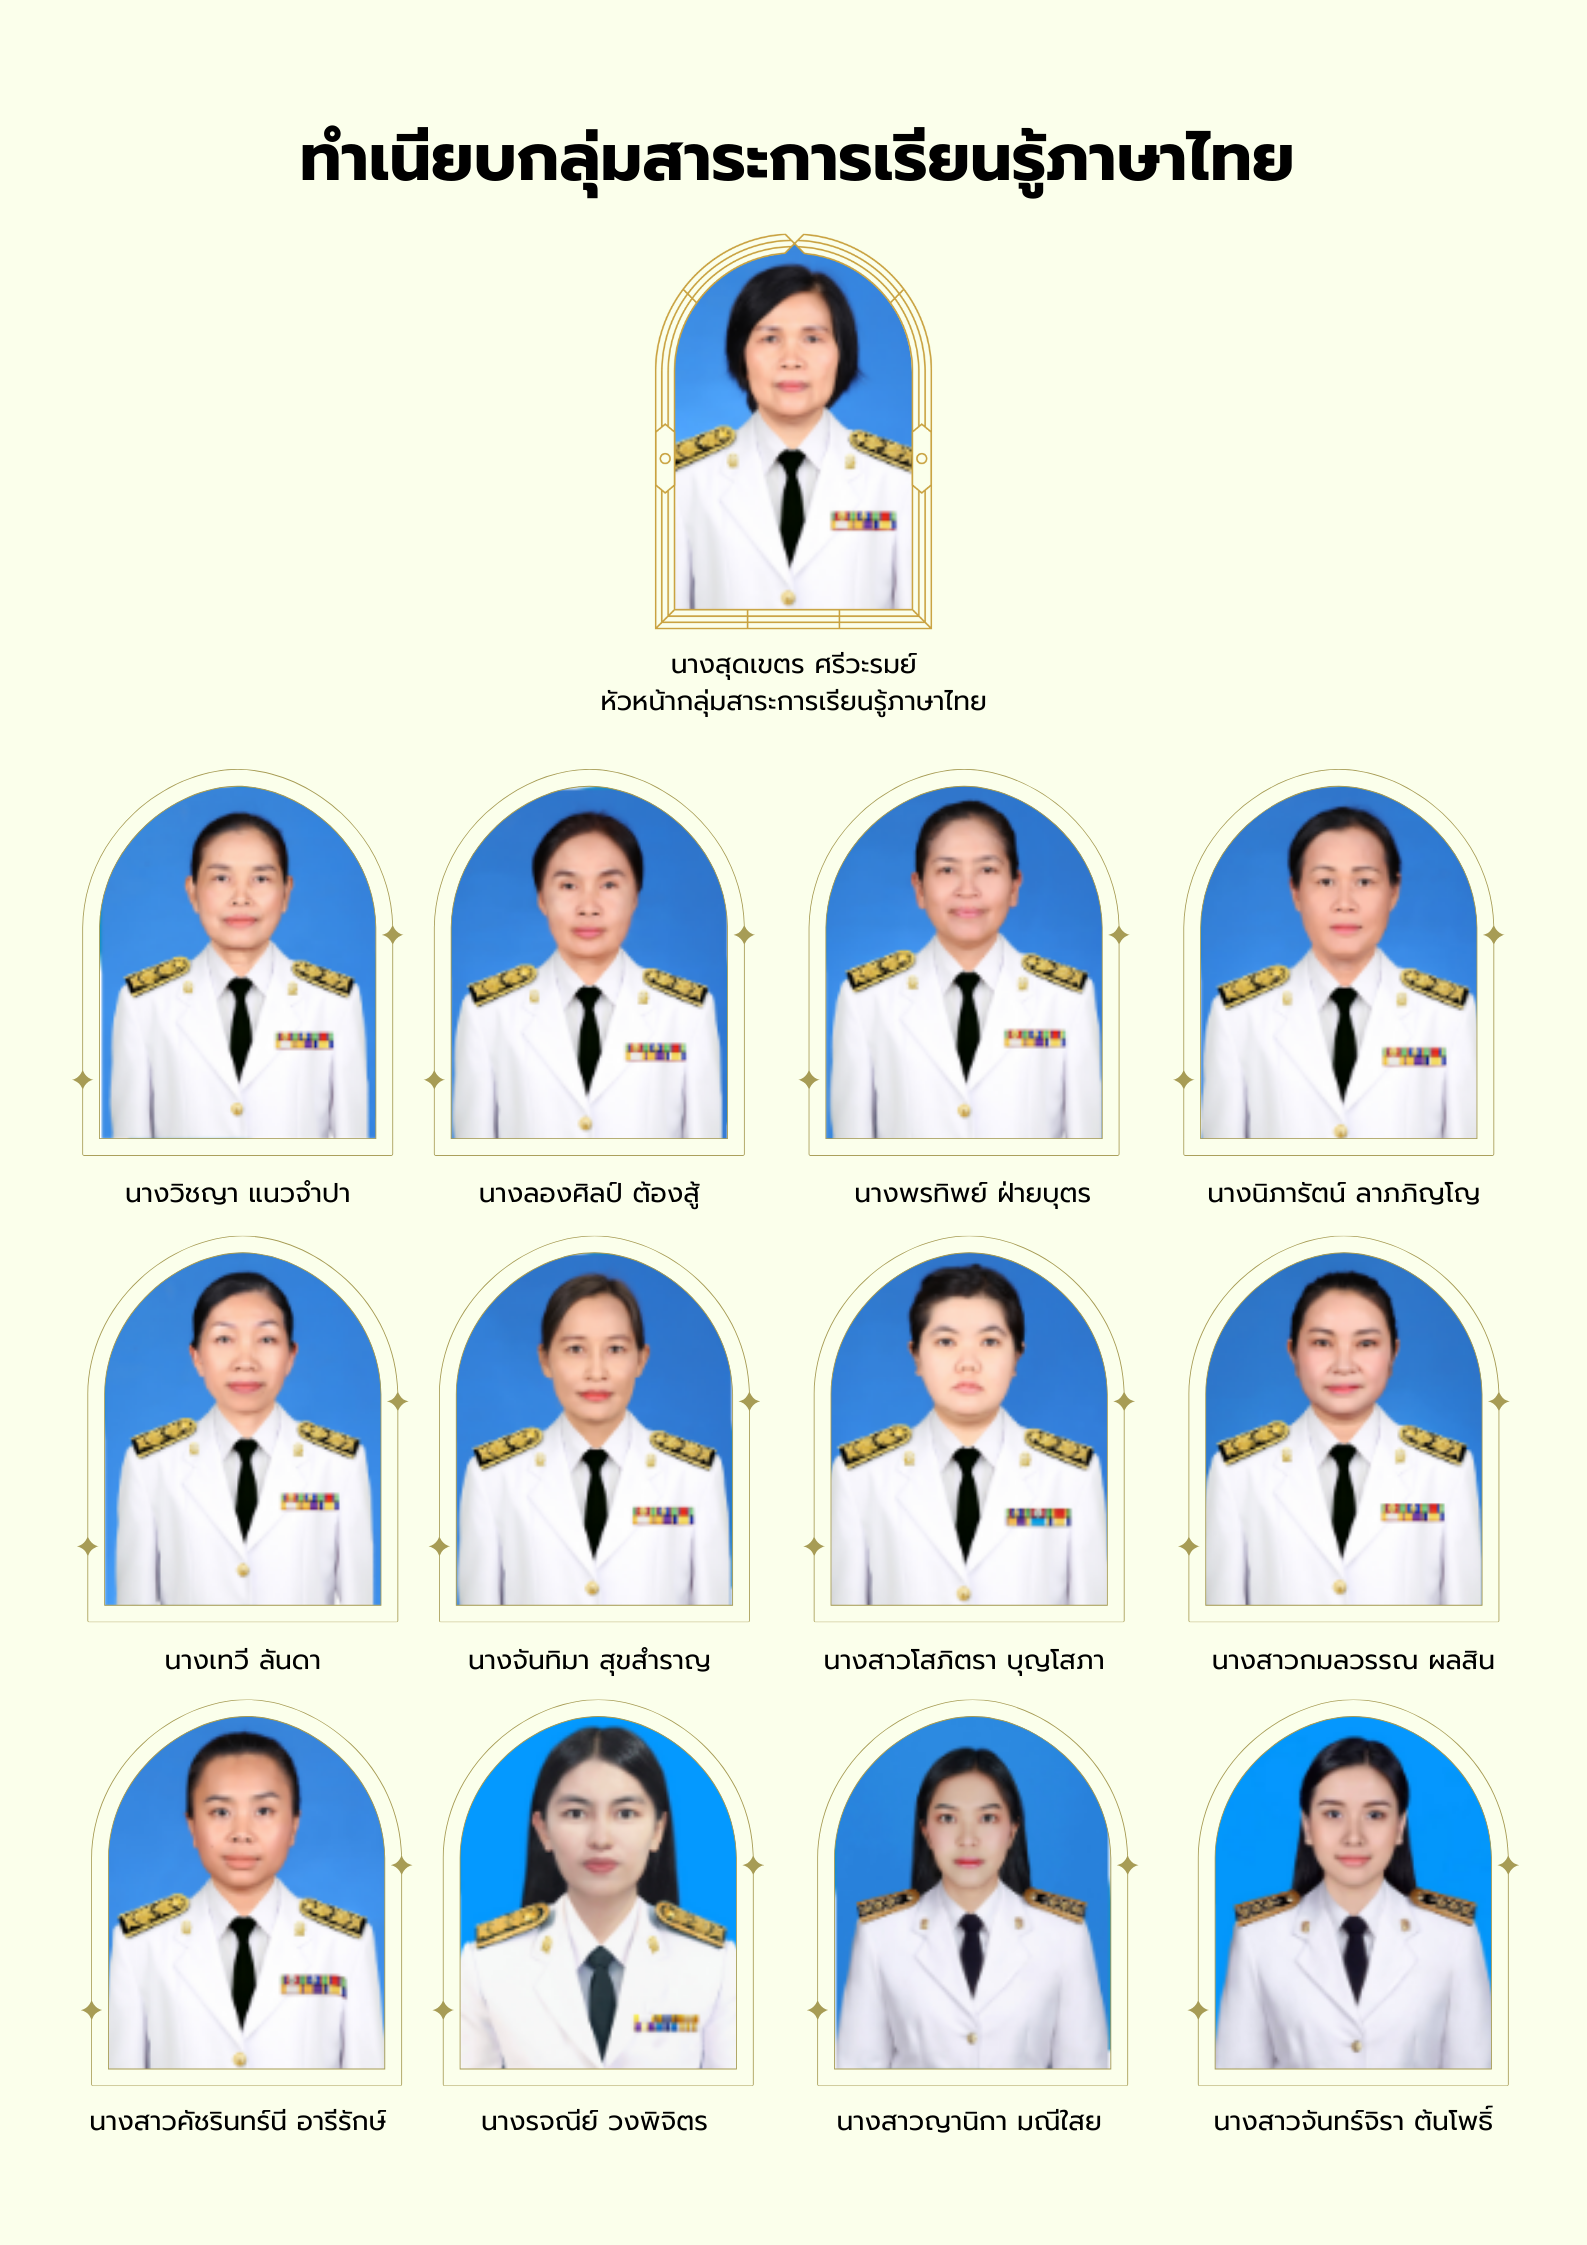 ทำเนียบกลุ่มสาระการเรียนรู้ภาษาไทย
นางสุดเขตร ศรีวะรมย์
หัวหน้ากลุ่มสาระการเรียนรู้ภาษาไทย
นางวิชญา แนวจำปา
นางลองศิลป์ ต้องสู้
นางพรทิพย์ ฝ่ายบุตร
นางนิภารัตน์ ลาภภิญโญ
นางเทวี ลันดา
นางจันทิมา สุขสำราญ
นางสาวโสภิตรา บุญโสภา
นางสาวกมลวรรณ ผลสิน
นางสาวคัชรินทร์นี อารีรักษ์
นางรจณีย์ วงพิจิตร
นางสาวญานิกา มณีใสย
นางสาวจันทร์จิรา ต้นโพธิ์